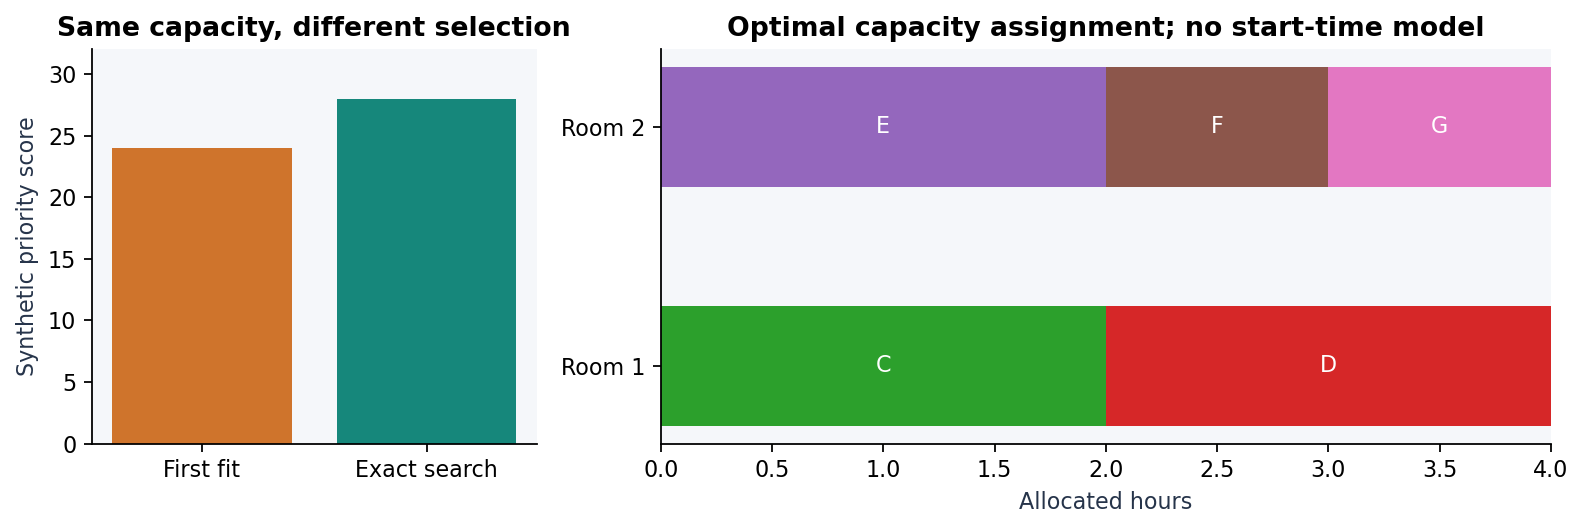 Same capacity, different selection
Synthetic priority score
30
25
20
15
10
5
0
First fit
Exact search
Optimal capacity assignment; no start-time model
Room 2
E
F
G
Room 1
C
D
0.0
0.5
1.0
1.5
2.0
2.5
3.0
3.5
4.0
Allocated hours